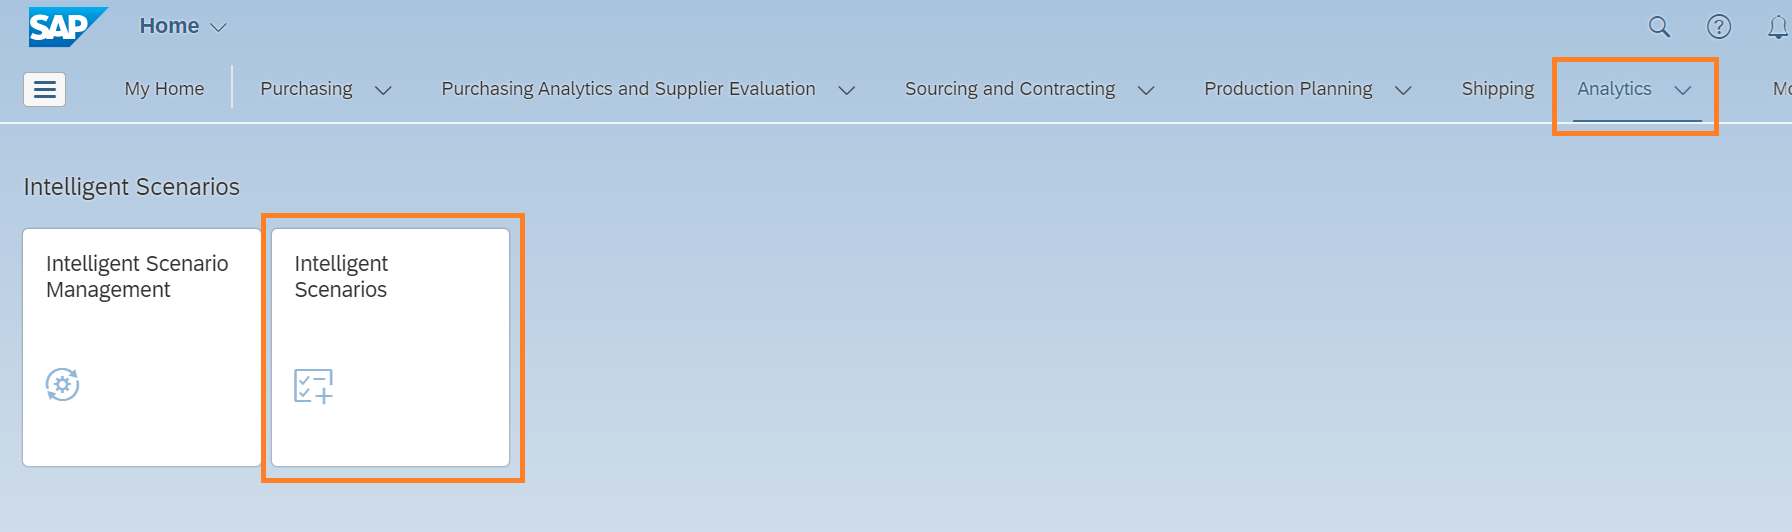 SAP Home
My Home Purchasing Purchasing Analytics and Supplier Evaluation Sourcing and Contracting Production Planning Shipping Analytics
Intelligent Scenarios
Intelligent Scenario
Management
Intelligent
Scenarios